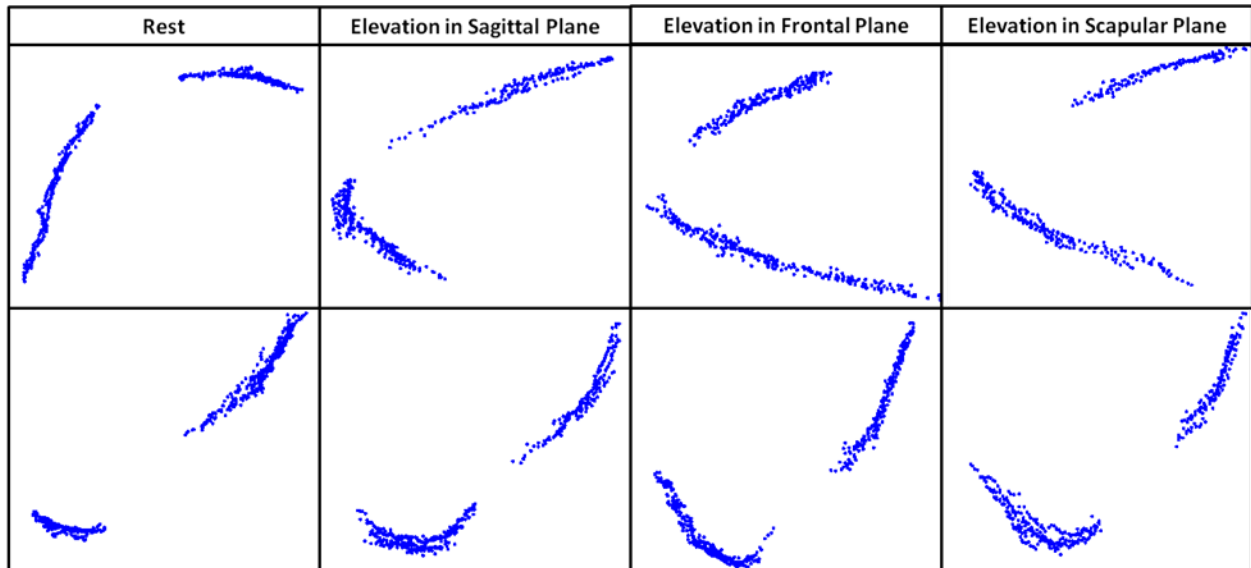 Rest
Elevation in Sagittal Plane
Elevation in Frontal Plane
Elevation in Scapular Plane